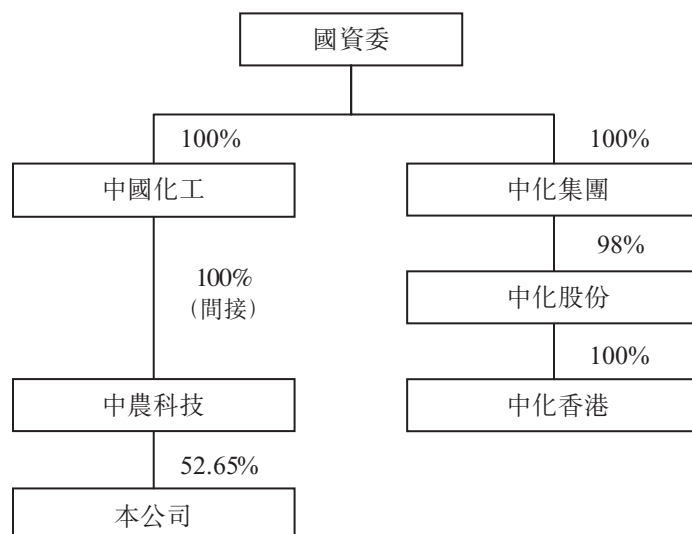 國資委
100%
100%
中國化工
中化集團
98%
100%
(間接)
中化股份
100%
中農科技
中化香港
52.65%
本公司